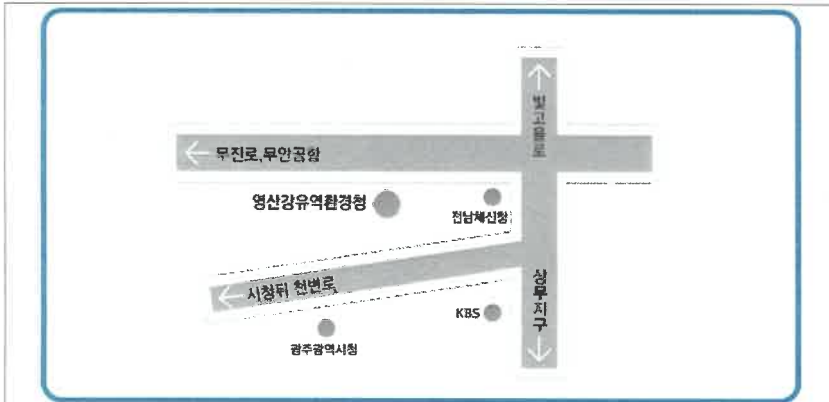 빛고을로
무진로,무안공항
영산강유역환경청
전남체신청
시청뒤 천변로,
상무지구
KBS
광주광역시청